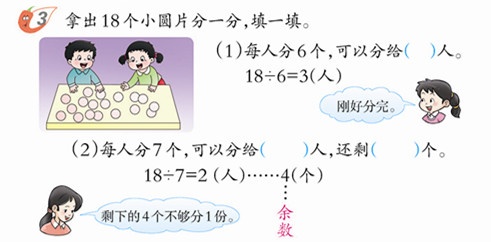 3 拿出18个小圆片分一分,填一填。
(1)每人分6个,可以分给( )人。
18÷6=3(人)
刚好分完。
(2)每人分7个,可以分给( )人,还剩( )个。
18÷7=2(人)……4(个)
剩下的4个不够分1份。
余数